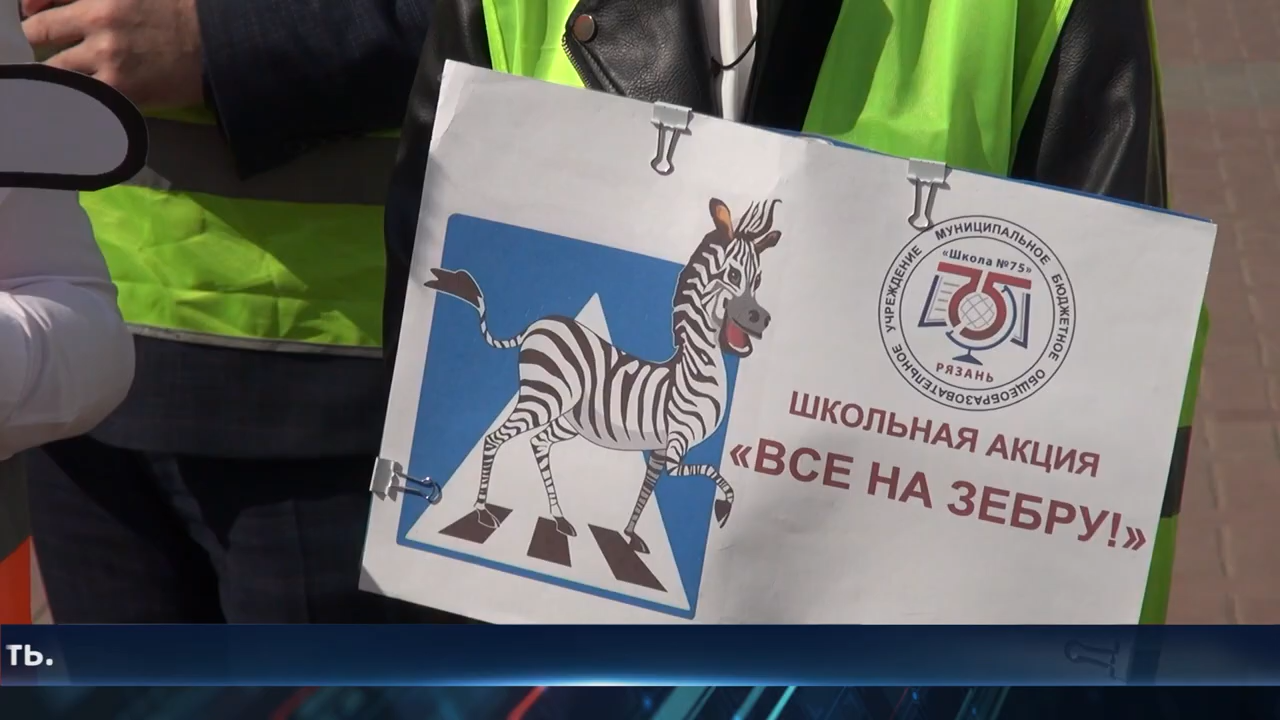 МУНИЦИПАЛЬНОЕ БЮДЖЕТНОЕ ОБЩЕОБРАЗОВАТЕЛЬНОЕ УЧРЕЖДЕНИЕ
«Школа №75»
75
РЯЗАНЬ
ШКОЛЬНАЯ АКЦИЯ
«ВСЕ НА ЗЕБРУ!»
ть.